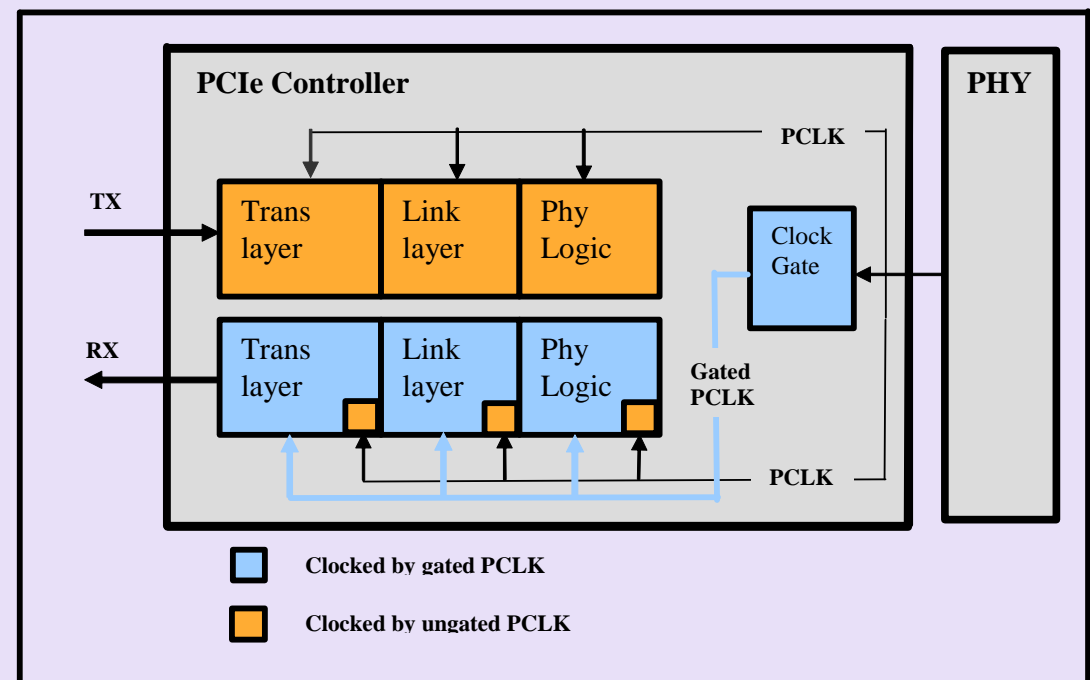 PCIe Controller
PHY
PCLK
TX
Trans
layer
Link
layer
Phy
Logic
Clock
Gate
RX
Trans
layer
Link
layer
Phy
Logic
Gated
PCLK
PCLK
Clocked by gated PCLK
Clocked by ungated PCLK